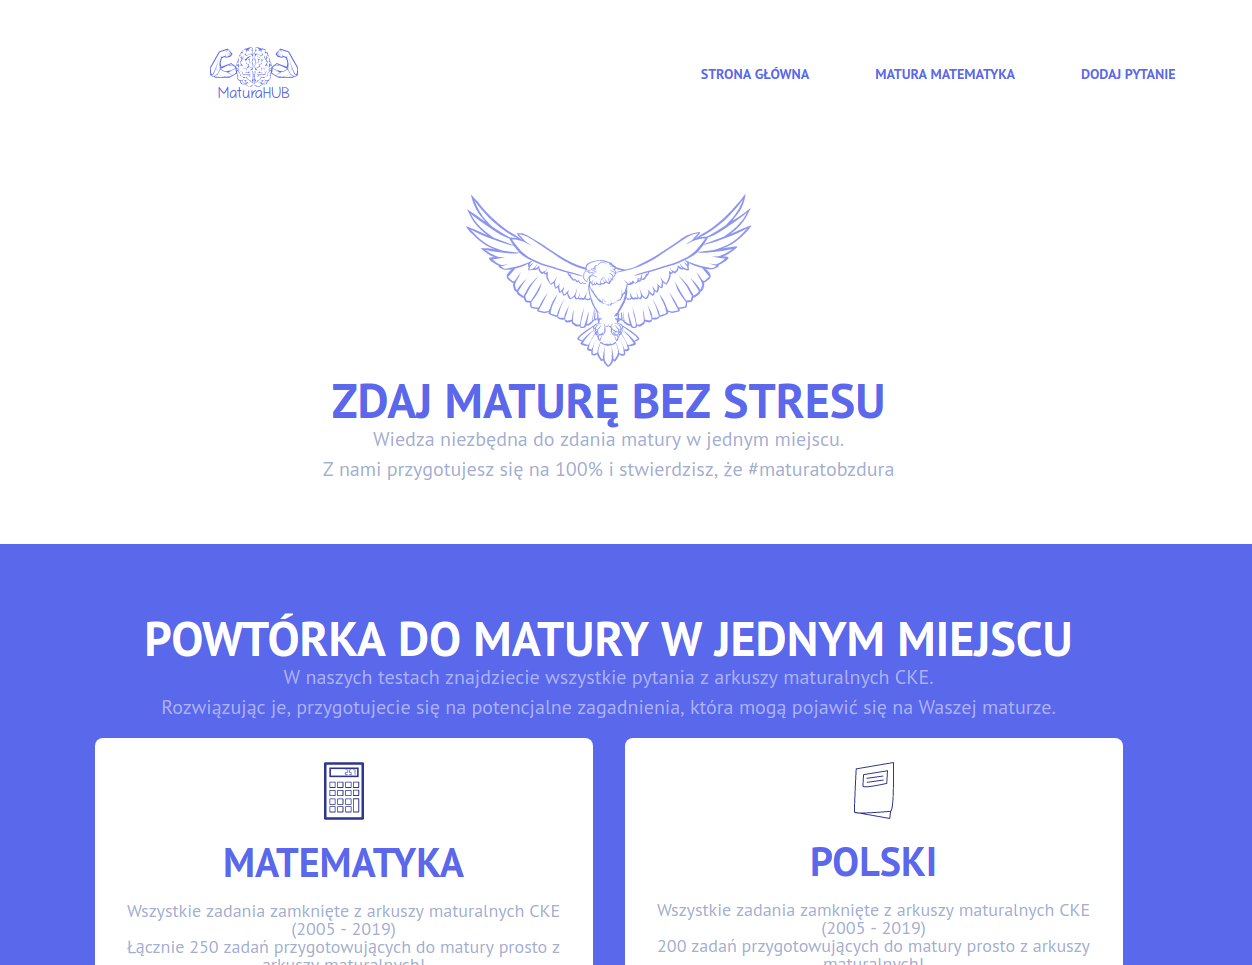 MaturaHUB
STRONA GŁÓWNA
MATURA MATEMATYKA
DODAJ PYTANIE
ZDAJ MATURĘ BEZ STRESU
Wiedza niezbędna do zdania matury w jednym miejscu.
Z nami przygotujesz się na 100% i stwierdzisz, że #maturatobzdura
POWTÓRKA DO MATURY W JEDNYM MIEJSCU
W naszych testach znajdziecie wszystkie pytania z arkuszy maturalnych CKE.
Rozwiązując je, przygotujecie się na potencjalne zagadnienia, która mogą pojawić się na Waszej maturze.
MATEMATYKA
Wszystkie zadania zamknięte z arkuszy maturalnych CKE
(2005 - 2019)
Łącznie 250 zadań przygotowujących do matury prosto z
arkuszy maturalnych!
POLSKI
Wszystkie zadania zamknięte z arkuszy maturalnych CKE
(2005 - 2019)
200 zadań przygotowujących do matury prosto z arkuszy
maturalnych!